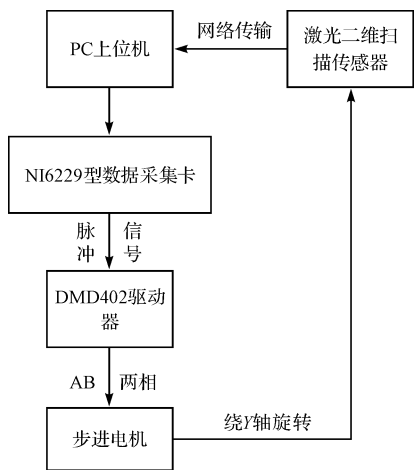 PC上位机
网络传输
激光二维扫
描传感器
NI6229型数据采集卡
脉 信
冲 号
DMD402驱动
器
AB 两相
步进电机
绕Y轴旋转